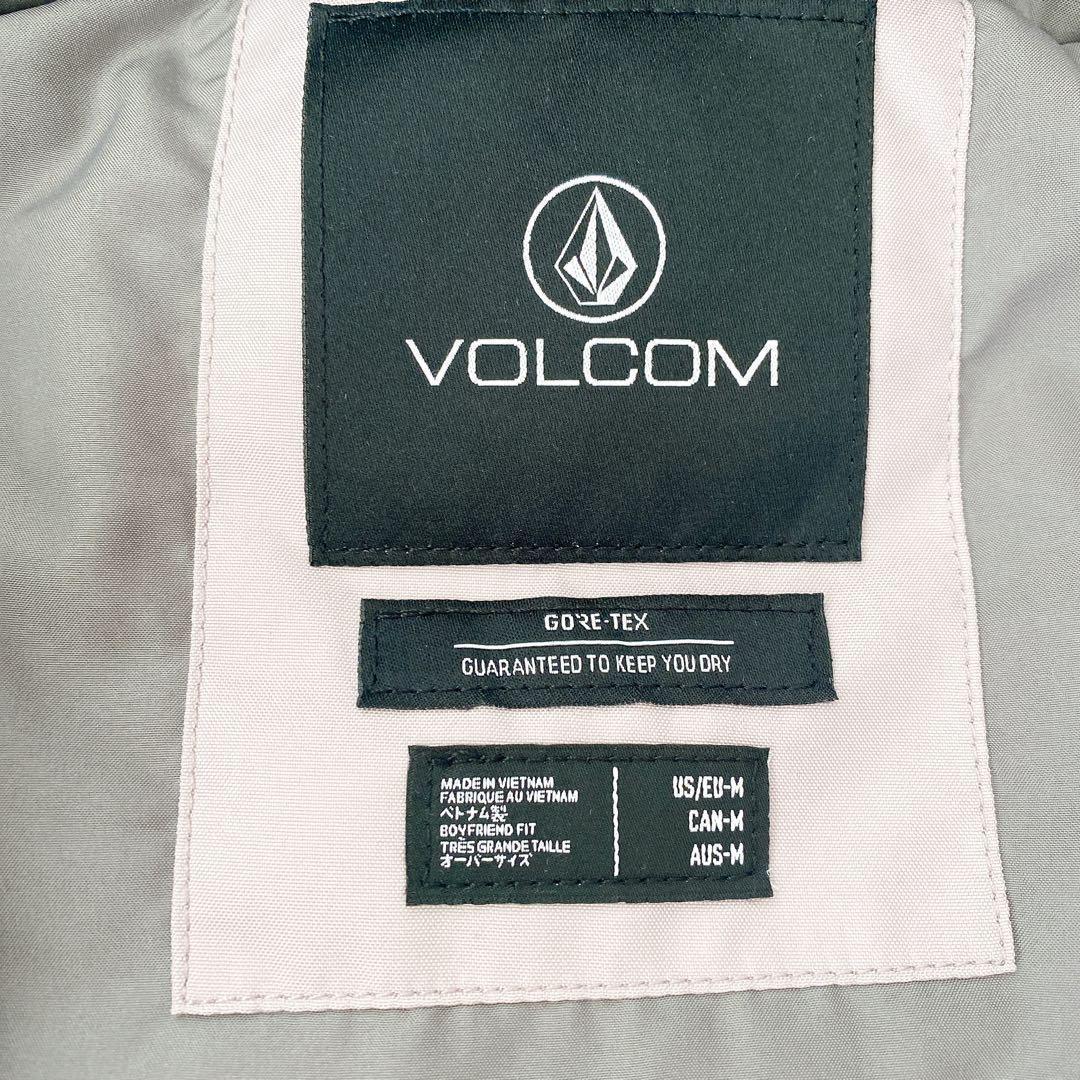 VOLCOM
GORE-TEX
GUARANTEED TO KEEP YOU DRY
MADE IN VIETNAM
FABRIQUE AU VIETNAM
ベトナム製
BOYFRIEND FIT
TRÈS GRANDE TAILLE
オーバーサイズ
US/EU-M
CAN-M
AUS-M